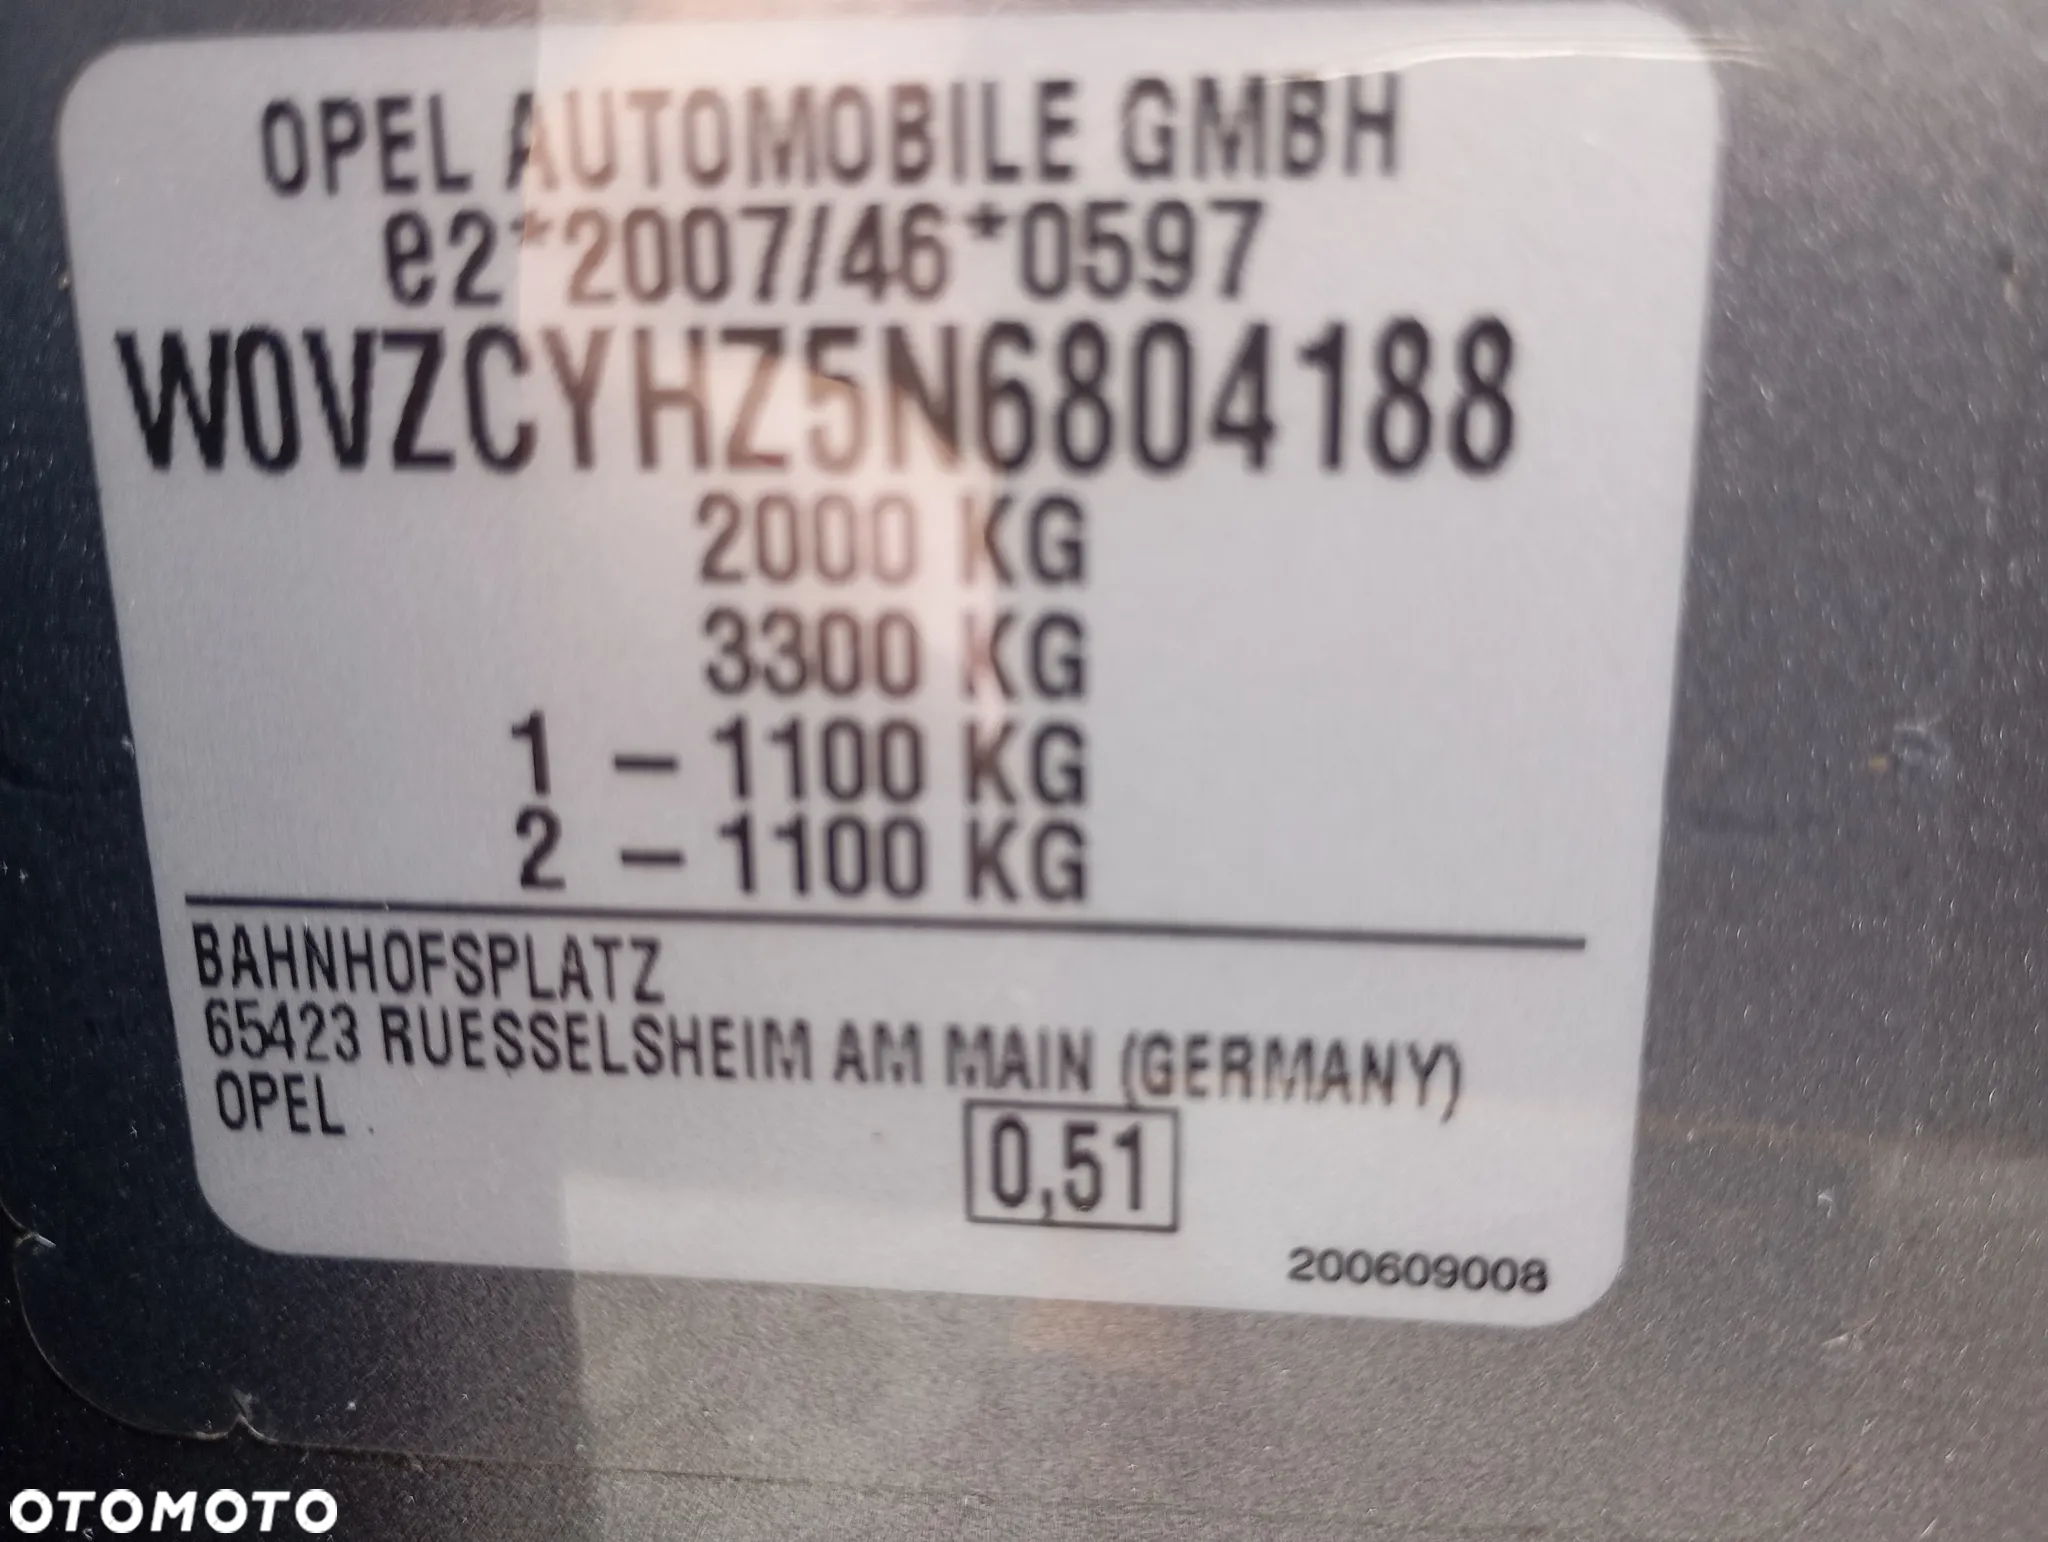 OPEL AUTOMOBILE GMBH
e2*2007/46*0597
W0VZCYHZ5N6804188
2000 KG
3300 KG
1 – 1100 KG
2 – 1100 KG
BAHNHOFSPLATZ
65423 RUESSELSHEIM AM MAIN (GERMANY)
OPEL
0,51
200609008
OTOMOTO